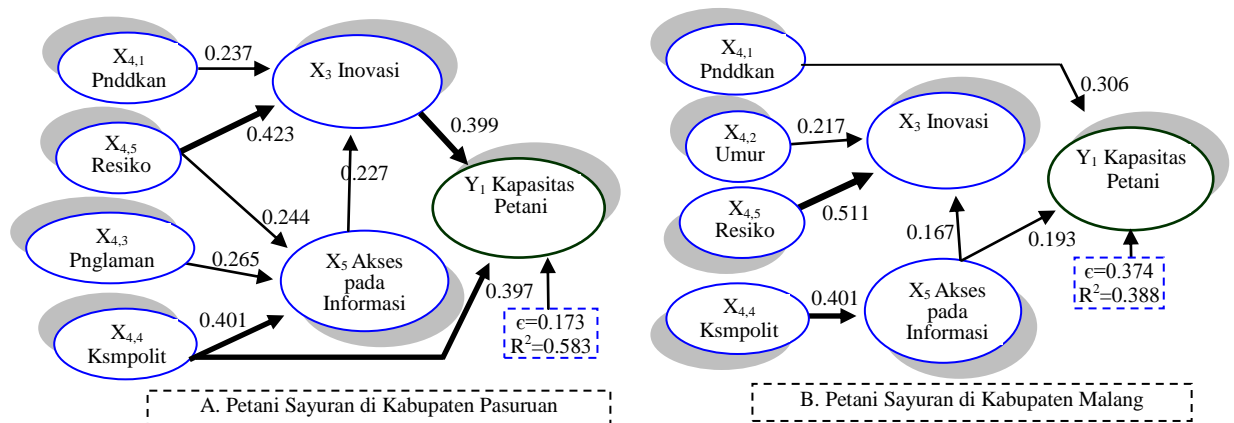 X4,1
Pnddkan
0.237
X3 Inovasi
X4,5
Resiko
0.423
0.399
0.227
Y1 Kapasitas
Petani
0.244
X4,3
Pnglaman
0.265
X5 Akses
pada
Informasi
X4,4
Ksmpolit
0.401
0.397
ϵ=0.173
R²=0.583
A. Petani Sayuran di Kabupaten Pasuruan
X4,1
Pnddkan
0.306
X4,2
Umur
0.217
X3 Inovasi
Y1 Kapasitas
Petani
X4,5
Resiko
0.511
0.167
0.193
X5 Akses
pada
Informasi
X4,4
Ksmpolit
0.401
ϵ=0.374
R²=0.388
B. Petani Sayuran di Kabupaten Malang